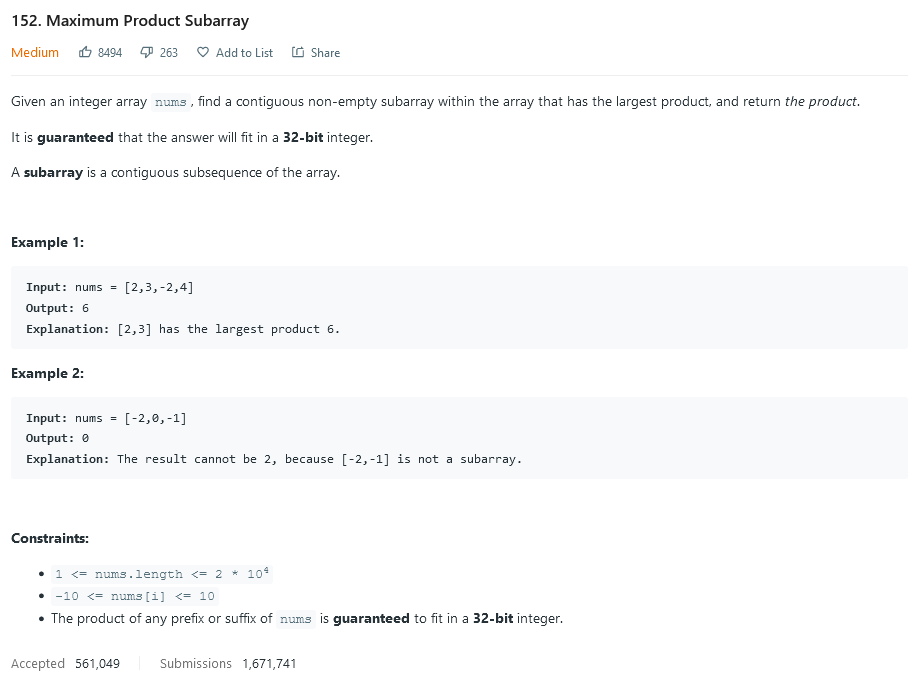 152. Maximum Product Subarray
Medium 8494 263 Add to List Share
Given an integer array nums, find a contiguous non-empty subarray within the array that has the largest product, and return the product.
It is guaranteed that the answer will fit in a 32-bit integer.
A subarray is a contiguous subsequence of the array.
Example 1:
Input: nums = [2,3,-2,4]
Output: 6
Explanation: [2,3] has the largest product 6.
Example 2:
Input: nums = [-2,0,-1]
Output: 0
Explanation: The result cannot be 2, because [-2,-1] is not a subarray.
Constraints:
• 1 <= nums.length <= 2 * 10⁴
• -10 <= nums[i] <= 10
• The product of any prefix or suffix of nums is guaranteed to fit in a 32-bit integer.
Accepted 561,049 Submissions 1,671,741